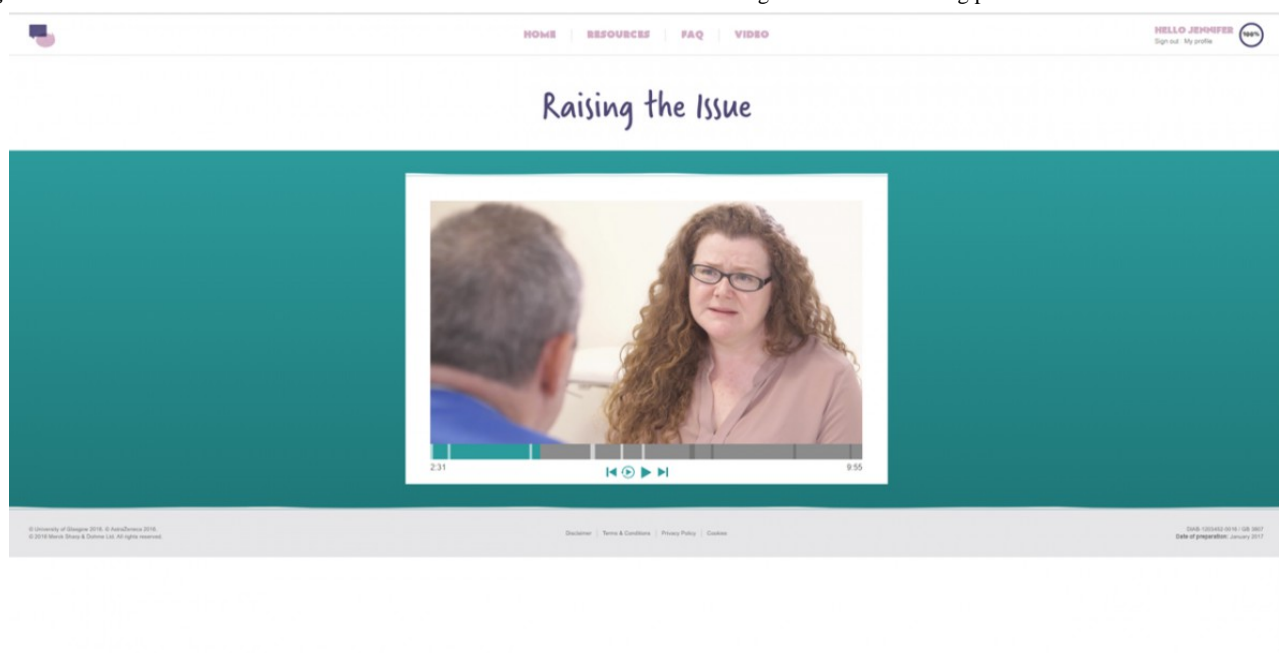 HOME | RESOURCES | FAQ | VIDEO
HELLO JENNIFER
100%
Sign out · My profile
Raising the Issue
2:31
9:55
© University of Glasgow 2016. © AstraZeneca 2016.
© 2016 Merck Sharp & Dohme Ltd. All rights reserved.
Disclaimer | Terms & Conditions | Privacy Policy | Cookies
Date of preparation: January 2017